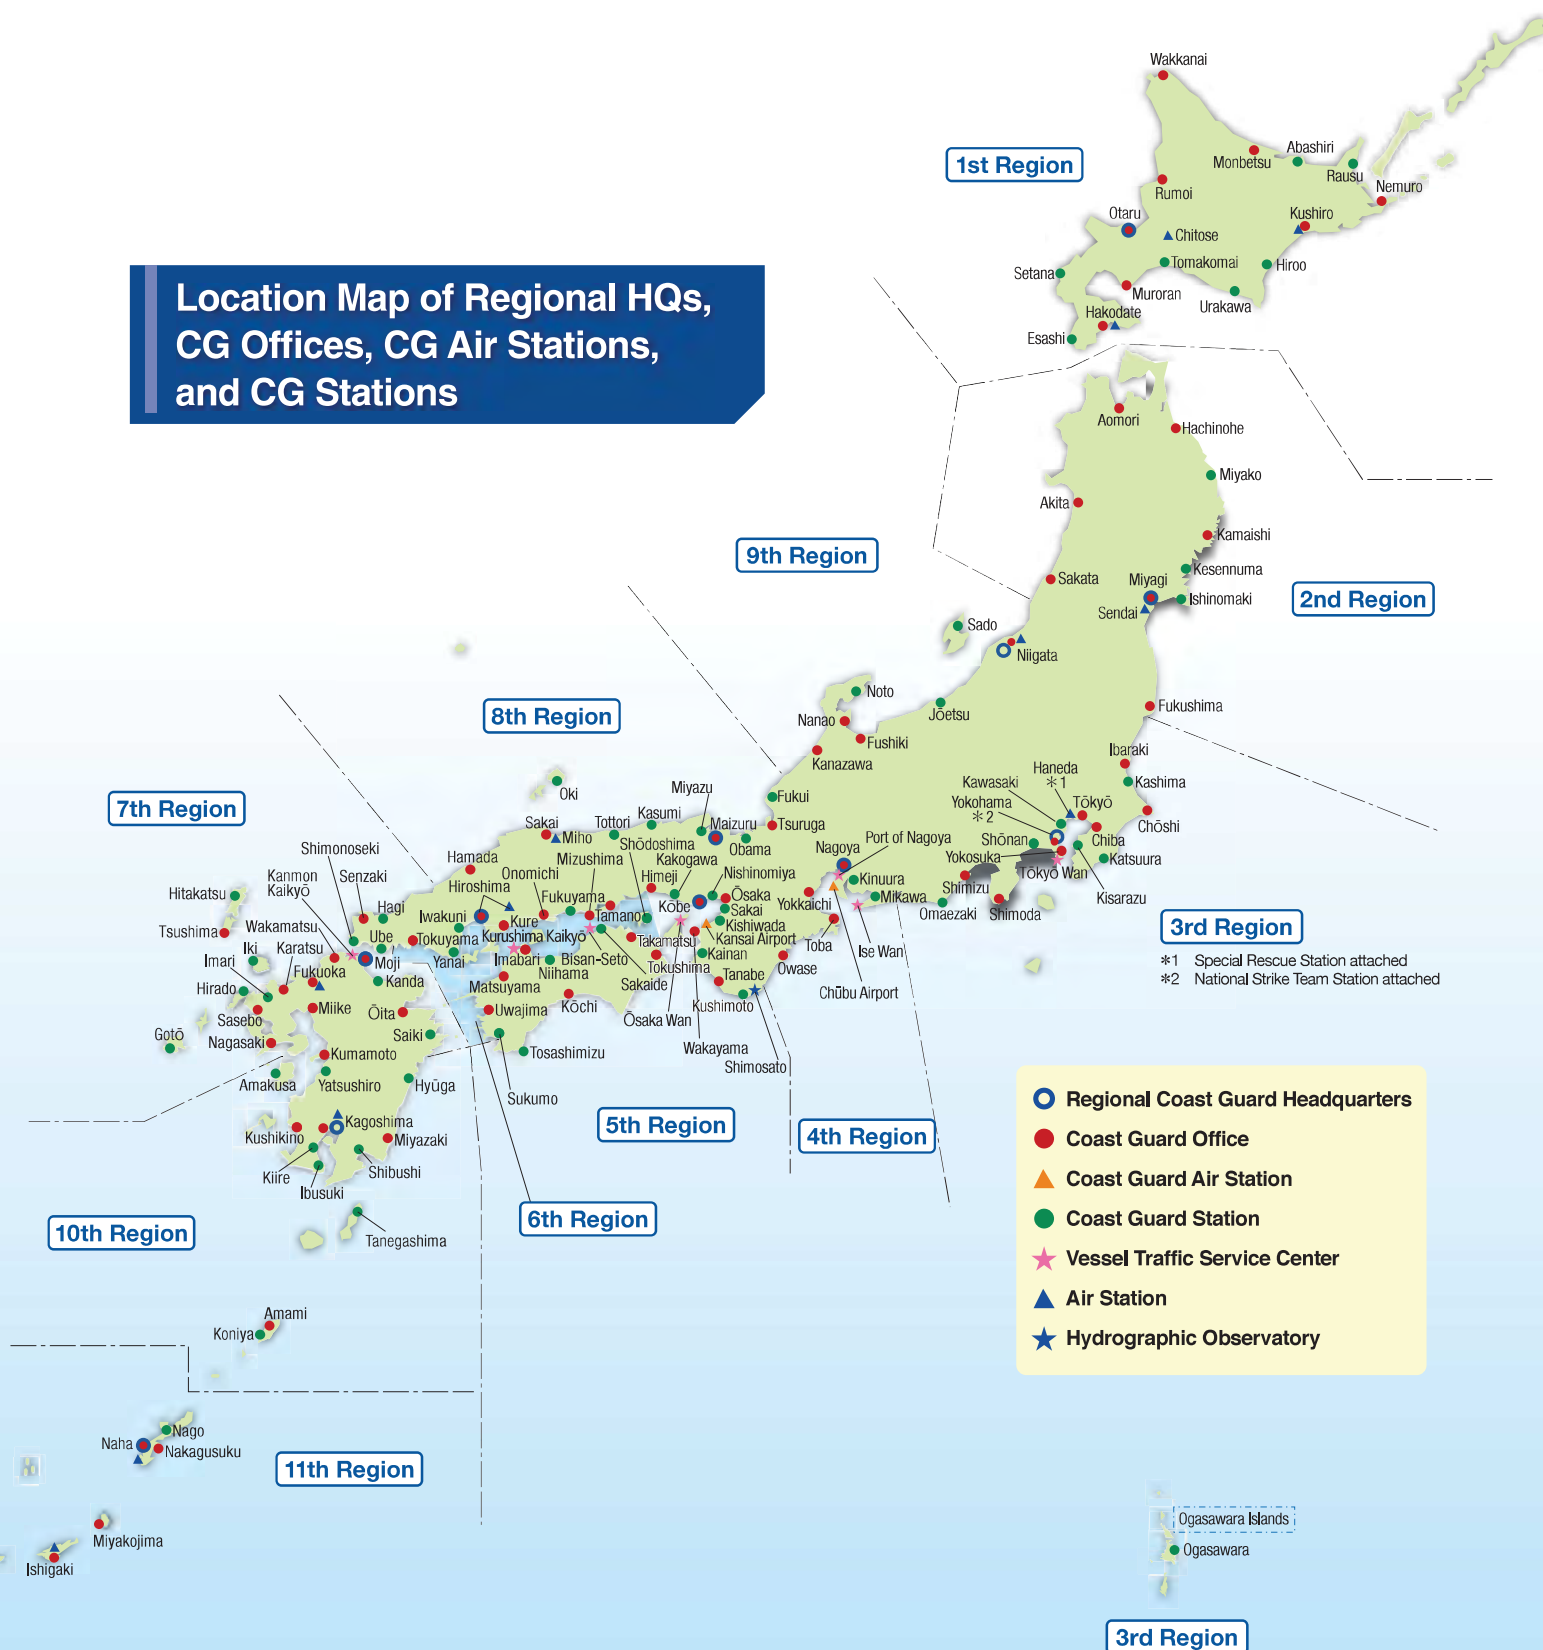 Location Map of Regional HQs,
CG Offices, CG Air Stations,
and CG Stations
1st Region
Wakkanai
Monbetsu
Abashiri
Rausu
Nemuro
Rumoi
Otaru
Chitose
Kushiro
Setana
Tomakomai
Hiroo
Muroran
Urakawa
Hakodate
Esashi
Aomori
Hachinohe
Miyako
Akita
Kamaishi
9th Region
Kesennuma
Sakata
Miyagi
2nd Region
Ishinomaki
Sendai
Sado
Niigata
Noto
Jōetsu
Fukushima
8th Region
Nanao
Fushiki
Kanazawa
Ibaraki
Haneda
＊1
Kawasaki
Kashima
Oki
Miyazu
Fukui
Yokohama
＊2
Tōkyō
7th Region
Kasumi
Sakai
Miho
Tottori
Maizuru
Tsuruga
Chōshi
Shōdoshima
Obama
Port of Nagoya
Shōnan
Chiba
Shimonoseki
Hamada
Mizushima
Kakogawa
Nagoya
Yokosuka
Katsuura
Kanmon
Kaikyō
Senzaki
Onomichi
Himeji
Nishinomiya
Tōkyō Wan
Hitakatsu
Hiroshima
Fukuyama
Kinuura
Shimizu
Kisarazu
Hagi
Kōbe
Ōsaka
Yokkaichi
Mikawa
Omaezaki
Shimoda
Iwakuni
Kure
Tamano
Sakai
Wakamatsu
Kishiwada
Tsushima
Ube
Tokuyama
Kurushima Kaikyō
Takamatsu
Kansai Airport
Toba
Iki
Karatsu
Kainan
Ise Wan
3rd Region
Imari
Fukuoka
Moji
Yanai
Imabari
Bisan-Seto
Tokushima
Owase
＊1 Special Rescue Station attached
＊2 National Strike Team Station attached
Niihama
Tanabe
Hirado
Kanda
Matsuyama
Sakaide
Chūbu Airport
Sasebo
Miike
Ōita
Uwajima
Kōchi
Kushimoto
Ōsaka Wan
Gotō
Nagasaki
Saiki
Kumamoto
Tosashimizu
Wakayama
Shimosato
Amakusa
Yatsushiro
Hyūga
Sukumo
5th Region
4th Region
Kagoshima
Kushikino
Miyazaki
Kiire
Shibushi
Ibusuki
10th Region
6th Region
Tanegashima
Regional Coast Guard Headquarters
Coast Guard Office
Coast Guard Air Station
Coast Guard Station
Vessel Traffic Service Center
Air Station
Hydrographic Observatory
Amami
Koniya
Nago
Naha
Nakagusuku
11th Region
Miyakojima
Ishigaki
Ogasawara Islands
Ogasawara
3rd Region